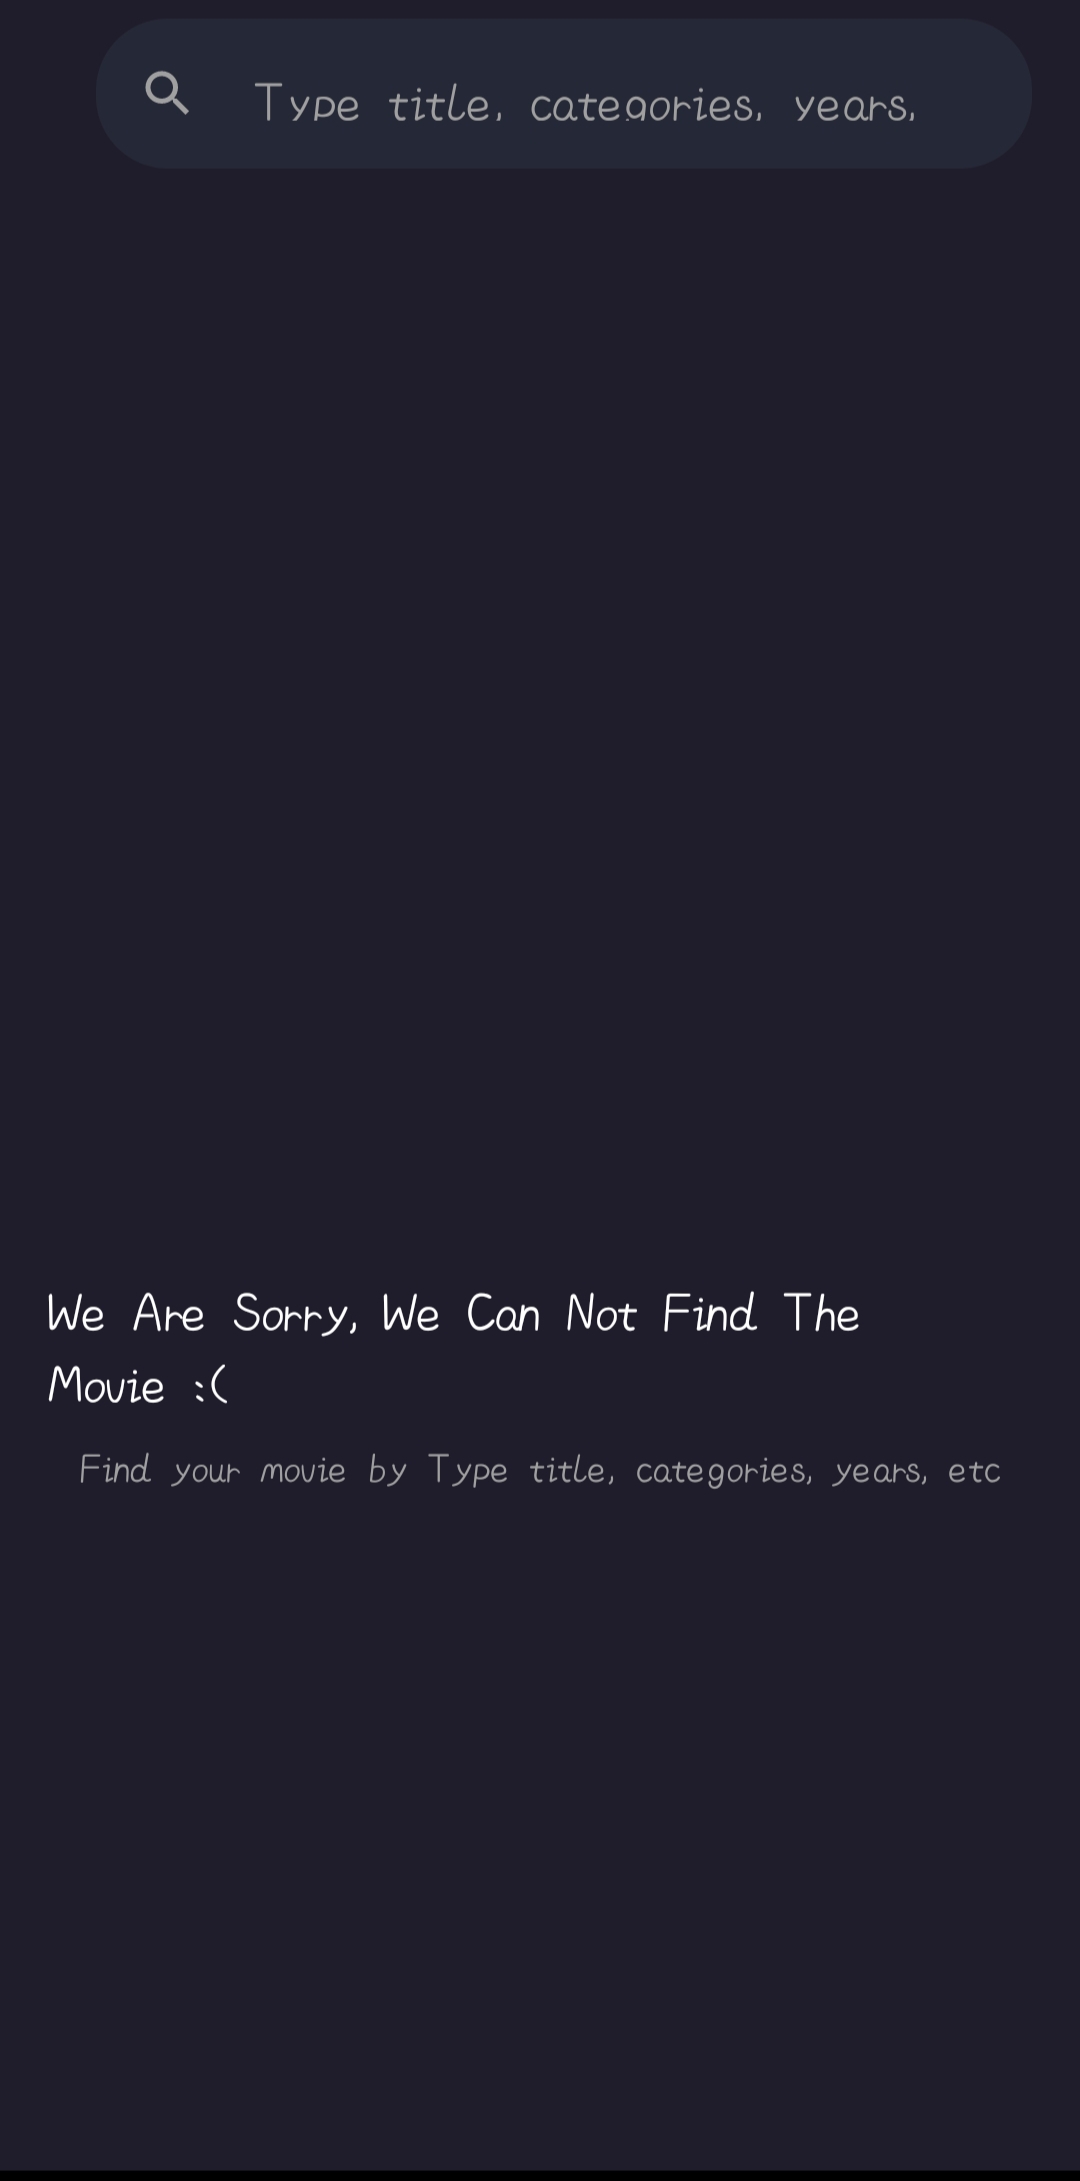 Type title, categories, years,
We Are Sorry, We Can Not Find The
Movie :(
Find your movie by Type title, categories, years, etc